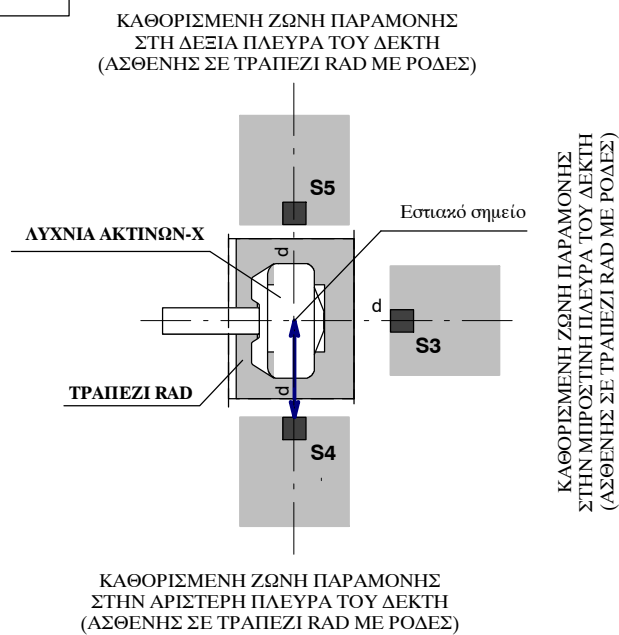 ΚΑΘΟΡΙΣΜΕΝΗ ΖΩΝΗ ΠΑΡΑΜΟΝΗΣ
ΣΤΗ ΔΕΞΙΑ ΠΛΕΥΡΑ ΤΟΥ ΔΕΚΤΗ
(ΑΣΘΕΝΗΣ ΣΕ ΤΡΑΠΕΖΙ RAD ΜΕ ΡΟΔΕΣ)
S5
Εστιακό σημείο
ΛΥΧΝΙΑ ΑΚΤΙΝΩΝ-Χ
d
d
S3
ΚΑΘΟΡΙΣΜΕΝΗ ΖΩΝΗ ΠΑΡΑΜΟΝΗΣ
ΣΤΗΝ ΜΠΡΟΣΤΙΝΗ ΠΛΕΥΡΑ ΤΟΥ ΔΕΚΤΗ
(ΑΣΘΕΝΗΣ ΣΕ ΤΡΑΠΕΖΙ RAD ΜΕ ΡΟΔΕΣ)
ΤΡΑΠΕΖΙ RAD
d
S4
ΚΑΘΟΡΙΣΜΕΝΗ ΖΩΝΗ ΠΑΡΑΜΟΝΗΣ
ΣΤΗΝ ΑΡΙΣΤΕΡΗ ΠΛΕΥΡΑ ΤΟΥ ΔΕΚΤΗ
(ΑΣΘΕΝΗΣ ΣΕ ΤΡΑΠΕΖΙ RAD ΜΕ ΡΟΔΕΣ)